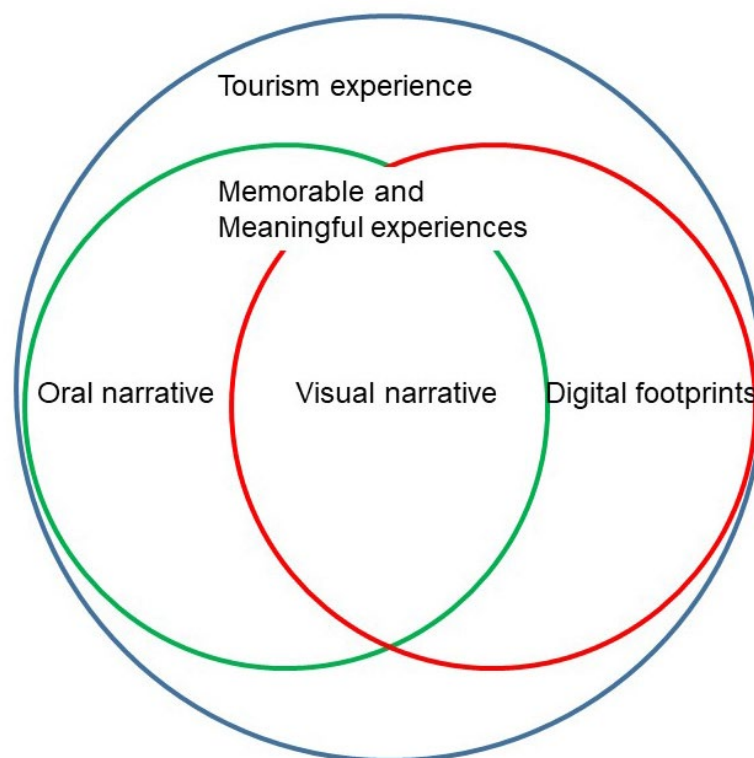 Tourism experience
Memorable and
Meaningful experiences
Oral narrative
Visual narrative
Digital footprints